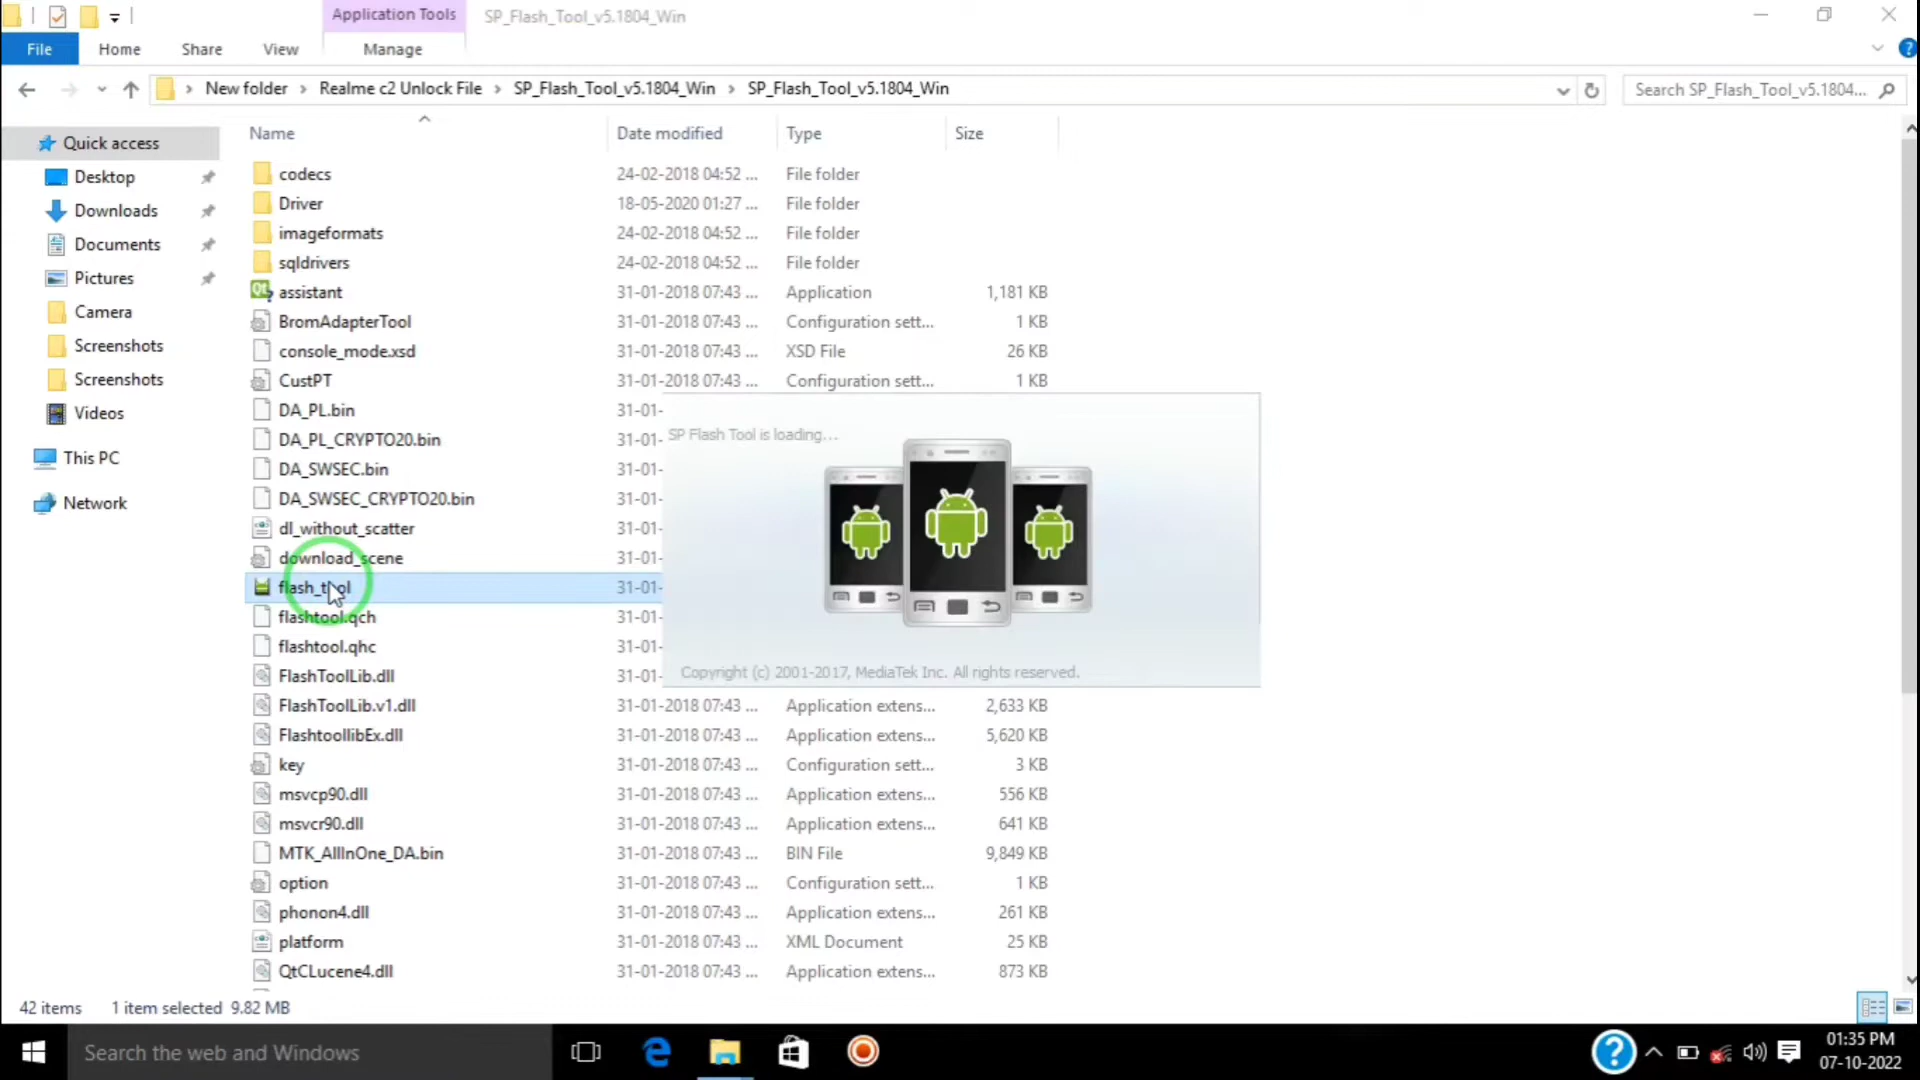 Application Tools
SP_Flash_Tool_v5.1804_Win
File
Home
Share
View
Manage
New folder
Realme c2 Unlock File
SP_Flash_Tool_v5.1804_Win
SP_Flash_Tool_v5.1804_Win
Search SP_Flash_Tool_v5.1804...
Name
Date modified
Type
Size
Quick access
Desktop
Downloads
Documents
Pictures
Camera
Screenshots
Screenshots
Videos
This PC
Network
codecs 24-02-2018 04:52 ... File folder
Driver 18-05-2020 01:27 ... File folder
imageformats 24-02-2018 04:52 ... File folder
sqldrivers 24-02-2018 04:52 ... File folder
assistant 31-01-2018 07:43 ... Application 1,181 KB
BromAdapterTool 31-01-2018 07:43 ... Configuration sett... 1 KB
console_mode.xsd 31-01-2018 07:43 ... XSD File 26 KB
CustPT 31-01-2018 07:43 ... Configuration sett... 1 KB
DA_PL.bin 31-01-
DA_PL_CRYPTO20.bin 31-01-
DA_SWSEC.bin 31-01-
DA_SWSEC_CRYPTO20.bin 31-01-
dl_without_scatter 31-01-
download_scene 31-01-
flash_tool 31-01-
flashtool.qch 31-01-
flashtool.qhc 31-01-
FlashToolLib.dll 31-01-
FlashToolLib.v1.dll 31-01-2018 07:43 ... Application extens... 2,633 KB
FlashtoollibEx.dll 31-01-2018 07:43 ... Application extens... 5,620 KB
key 31-01-2018 07:43 ... Configuration sett... 3 KB
msvcp90.dll 31-01-2018 07:43 ... Application extens... 556 KB
msvcr90.dll 31-01-2018 07:43 ... Application extens... 641 KB
MTK_AllInOne_DA.bin 31-01-2018 07:43 ... BIN File 9,849 KB
option 31-01-2018 07:43 ... Configuration sett... 1 KB
phonon4.dll 31-01-2018 07:43 ... Application extens... 261 KB
platform 31-01-2018 07:43 ... XML Document 25 KB
QtCLucene4.dll 31-01-2018 07:43 ... Application extens... 873 KB
SP Flash Tool is loading...
Copyright (c) 2001-2017, MediaTek Inc. All rights reserved.
42 items
1 item selected 9.82 MB
Search the web and Windows
01:35 PM
07-10-2022